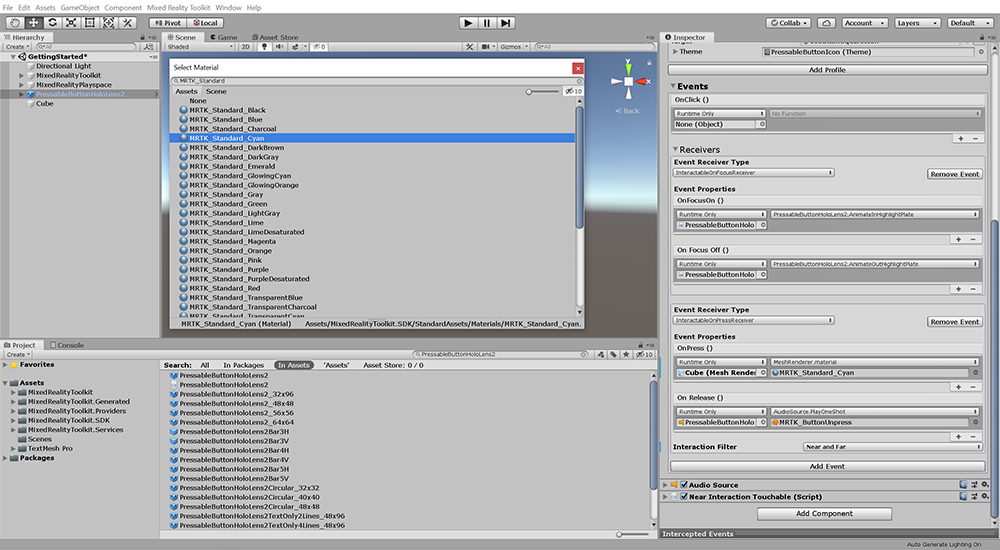 File Edit Assets GameObject Component Mixed Reality Toolkit Window Help
Pivot Local
Collab Account Layers Default
Hierarchy
Create All
GettingStarted*
Directional Light
MixedRealityToolkit
MixedRealityPlayspace
PressableButtonHoloLens2
Cube
Scene Game Asset Store
Shaded 2D 0 Gizmos All
y
x
Back
Select Material
MRTK_Standard
Assets Scene
10
None
MRTK_Standard_Black
MRTK_Standard_Blue
MRTK_Standard_Charcoal
MRTK_Standard_Cyan
MRTK_Standard_DarkBrown
MRTK_Standard_DarkGray
MRTK_Standard_Emerald
MRTK_Standard_GlowingCyan
MRTK_Standard_GlowingOrange
MRTK_Standard_Gray
MRTK_Standard_Green
MRTK_Standard_LightGray
MRTK_Standard_Lime
MRTK_Standard_LimeDesaturated
MRTK_Standard_Magenta
MRTK_Standard_Orange
MRTK_Standard_Pink
MRTK_Standard_Purple
MRTK_Standard_PurpleDesaturated
MRTK_Standard_Red
MRTK_Standard_TransparentBlue
MRTK_Standard_TransparentCharcoal
MRTK_Standard_TransparentCyan
MRTK_Standard_Cyan (Material) Assets/MixedRealityToolkit.SDK/StandardAssets/Materials/MRTK_Standard_Cyan.
Project Console
Create PressableButtonHoloLens2 10
Favorites
Assets
MixedRealityToolkit
MixedRealityToolkit.Generated
MixedRealityToolkit.Providers
MixedRealityToolkit.SDK
MixedRealityToolkit.Services
Scenes
TextMesh Pro
Packages
Search: All In Packages In Assets 'Assets' Asset Store: 0 / 0
PressableButtonHoloLens2
PressableButtonHoloLens2
PressableButtonHoloLens2_32x96
PressableButtonHoloLens2_48x48
PressableButtonHoloLens2_56x56
PressableButtonHoloLens2_64x64
PressableButtonHoloLens2Bar3H
PressableButtonHoloLens2Bar3V
PressableButtonHoloLens2Bar4H
PressableButtonHoloLens2Bar4V
PressableButtonHoloLens2Bar5H
PressableButtonHoloLens2Bar5V
PressableButtonHoloLens2Circular_32x32
PressableButtonHoloLens2Circular_40x40
PressableButtonHoloLens2Circular_48x48
PressableButtonHoloLens2TextOnly2Lines_48x96
PressableButtonHoloLens2TextOnly4Lines_48x96
Inspector
Theme PressableButtonIcon (Theme)
Add Profile
Events
OnClick ()
Runtime Only No Function
None (Object)
Receivers
Event Receiver Type
InteractableOnFocusReceiver Remove Event
Event Properties
OnFocusOn ()
Runtime Only PressableButtonHoloLens2.AnimateInHighlightPlate
PressableButtonHolo
On Focus Off ()
Runtime Only PressableButtonHoloLens2.AnimateOutHighlightPlate
PressableButtonHolo
Event Receiver Type
InteractableOnPressReceiver Remove Event
Event Properties
OnPress ()
Runtime Only MeshRenderer.material
Cube (Mesh Render MRTK_Standard_Cyan
On Release ()
Runtime Only AudioSource.PlayOneShot
PressableButtonHolo MRTK_ButtonUnpress
Interaction Filter Near and Far
Add Event
Audio Source
Near Interaction Touchable (Script)
Add Component
Intercepted Events
Auto Generate Lighting On